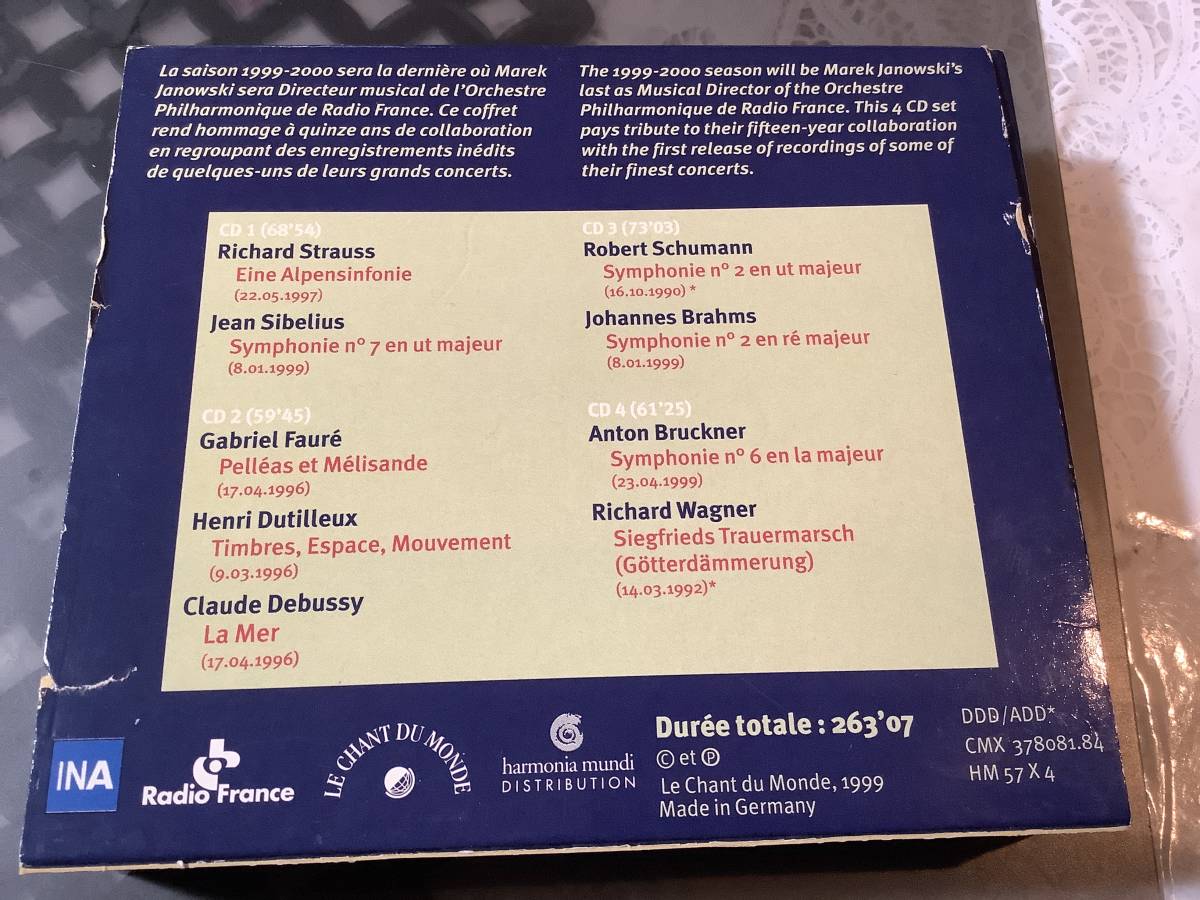 La saison 1999-2000 sera la dernière où Marek
Janowski sera Directeur musical de l'Orchestre
Philharmonique de Radio France. Ce coffret
rend hommage à quinze ans de collaboration
en regroupant des enregistrements inédits
de quelques-uns de leurs grands concerts.
The 1999-2000 season will be Marek Janowski's
last as Musical Director of the Orchestre
Philharmonique de Radio France. This 4 CD set
pays tribute to their fifteen-year collaboration
with the first release of recordings of some of
their finest concerts.
CD 1 (68'54)
Richard Strauss
Eine Alpensinfonie
(22.05.1997)
Jean Sibelius
Symphonie n° 7 en ut majeur
(8.01.1999)
CD 2 (59'45)
Gabriel Fauré
Pelléas et Mélisande
(17.04.1996)
Henri Dutilleux
Timbres, Espace, Mouvement
(9.03.1996)
Claude Debussy
La Mer
(17.04.1996)
CD 3 (73'03)
Robert Schumann
Symphonie n° 2 en ut majeur
(16.10.1990) *
Johannes Brahms
Symphonie n° 2 en ré majeur
(8.01.1999)
CD 4 (61'25)
Anton Bruckner
Symphonie n° 6 en la majeur
(23.04.1999)
Richard Wagner
Siegfrieds Trauermarsch
(Götterdämmerung)
(14.03.1992)*
INA
Radio France
LE CHANT DU MONDE
harmonia mundi
DISTRIBUTION
Durée totale : 263'07
© et ℗
Le Chant du Monde, 1999
Made in Germany
DDD/ADD*
CMX 378081.84
HM 57 X 4